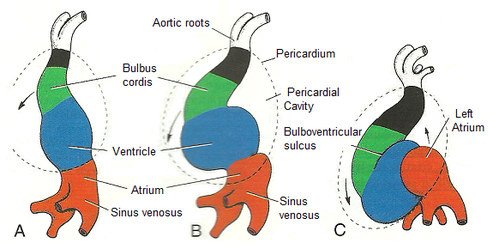 Aortic roots
Pericardium
Bulbus
cordis
Pericardial
Cavity
Left
Atrium
Bulboventricular
sulcus
Ventricle
Atrium
Sinus venosus
Sinus
venosus
A
B
C